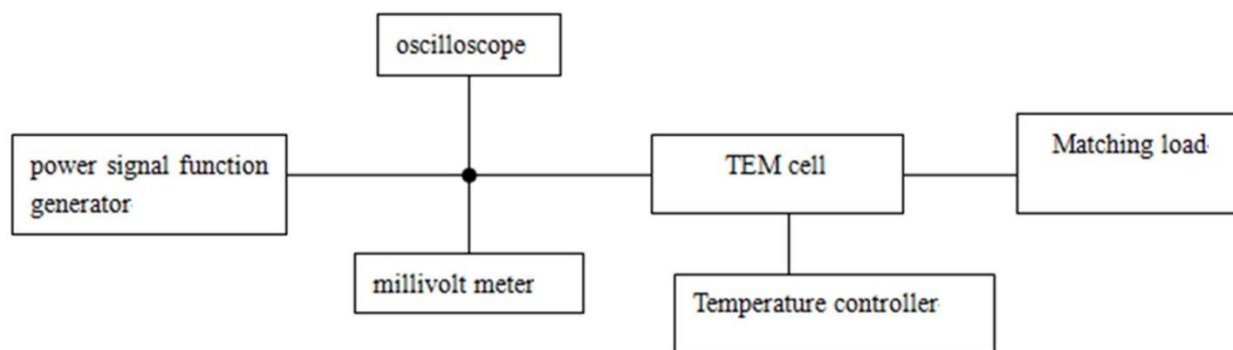 oscilloscope
power signal function
generator
TEM cell
Matching load
millivolt meter
Temperature controller